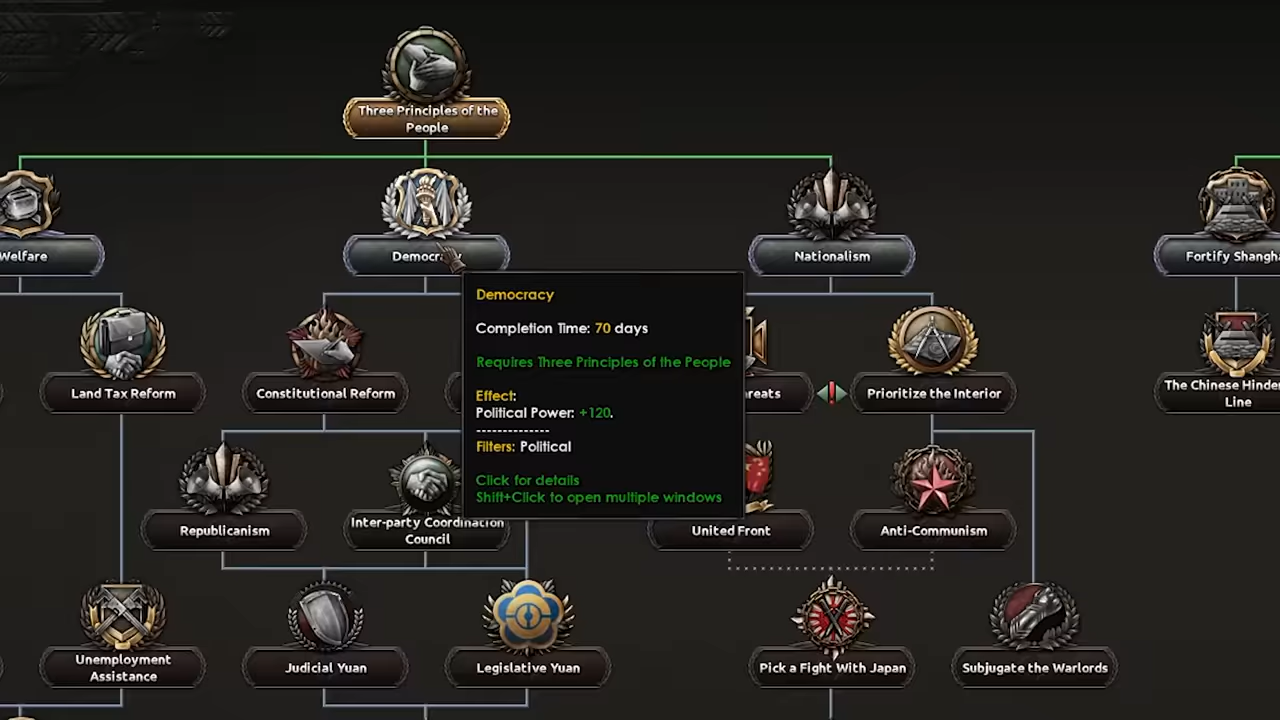 Three Principles of the
People
Welfare
Democr
Nationalism
Fortify Shangha
Democracy
Completion Time: 70 days
Requires Three Principles of the People
Effect:
Political Power: +120.
--------------
Filters: Political
Click for details
Shift+Click to open multiple windows
Land Tax Reform
Constitutional Reform
reats
Prioritize the Interior
The Chinese Hinden
Line
Republicanism
Inter-party Coordination
Council
United Front
Anti-Communism
Unemployment
Assistance
Judicial Yuan
Legislative Yuan
Pick a Fight With Japan
Subjugate the Warlords